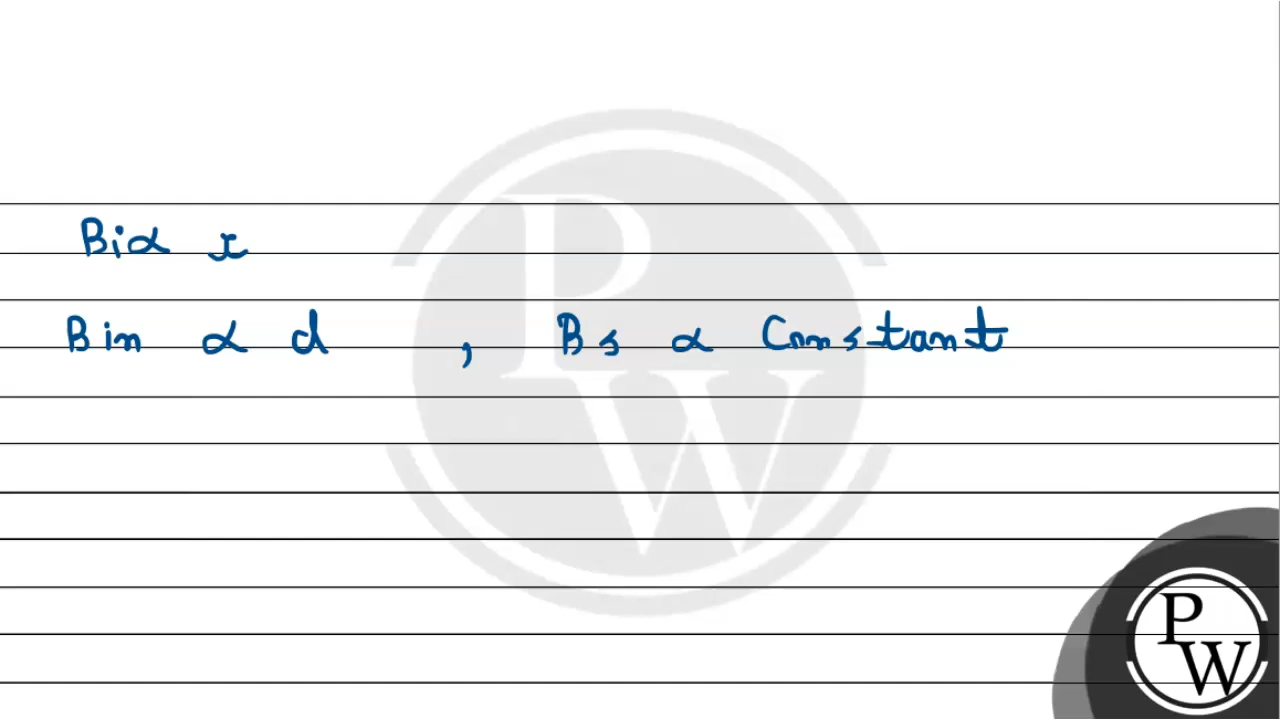 Bi α x
Bin α d , Bs α Constant
P
W
P
W